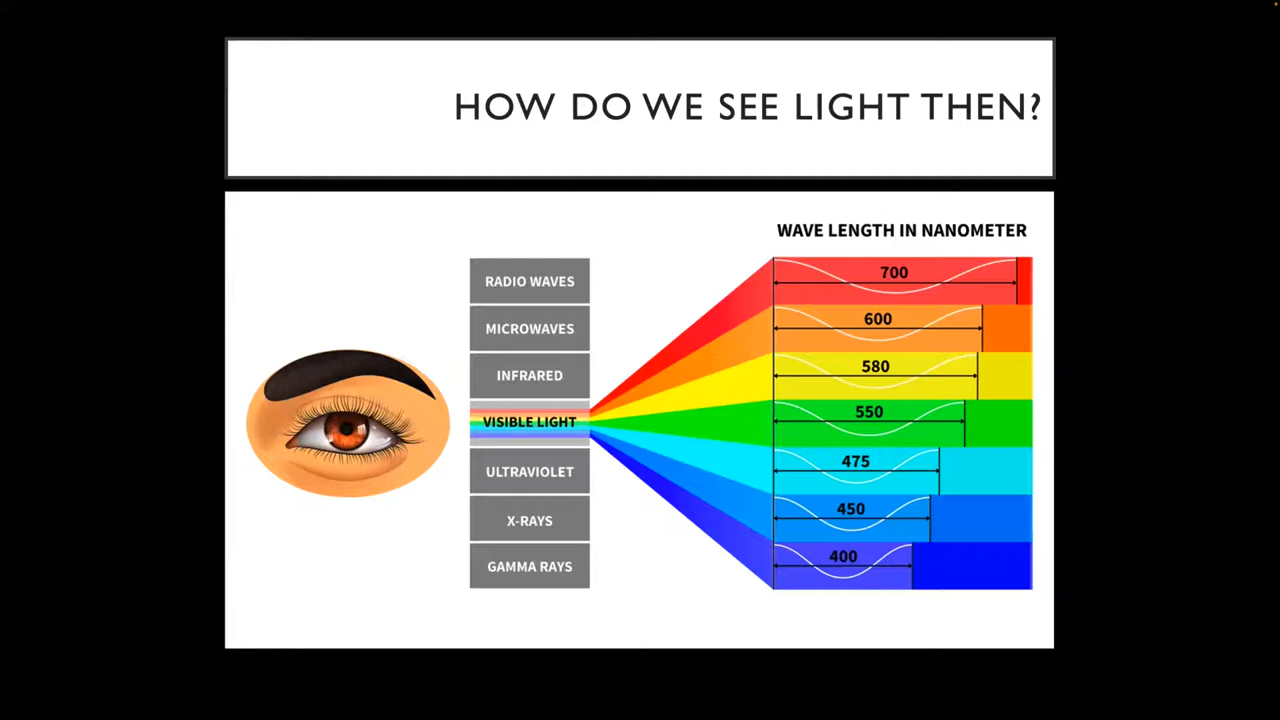 HOW DO WE SEE LIGHT THEN?
WAVE LENGTH IN NANOMETER
RADIO WAVES
MICROWAVES
INFRARED
VISIBLE LIGHT
ULTRAVIOLET
X-RAYS
GAMMA RAYS
700
600
580
550
475
450
400